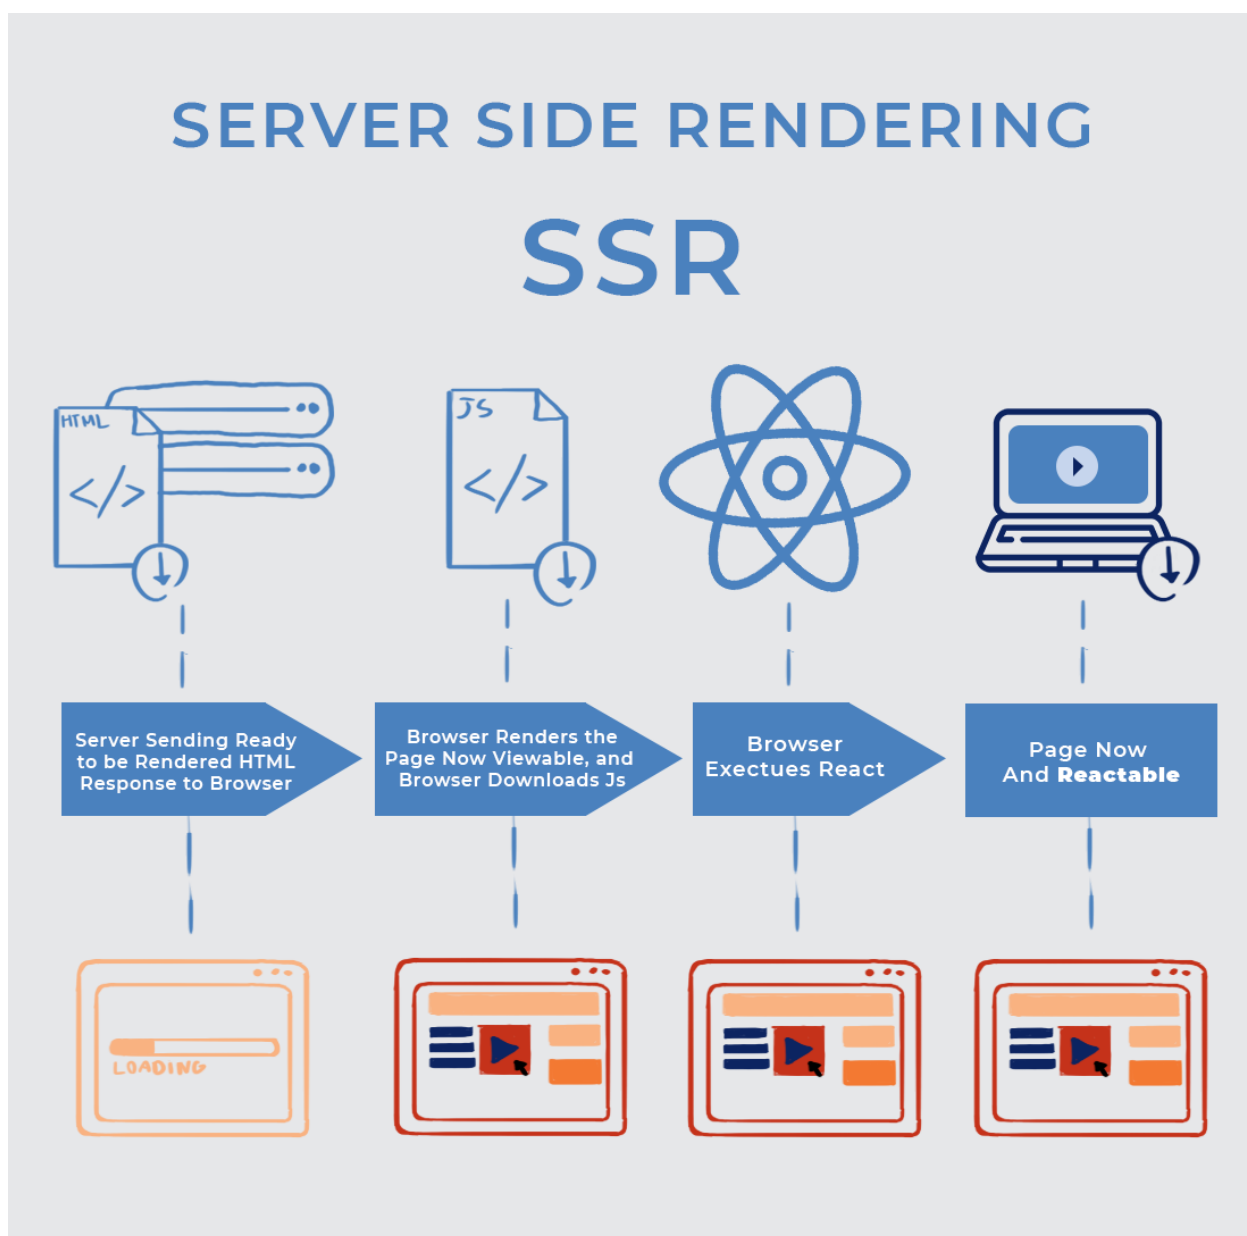 SERVER SIDE RENDERING
SSR
HTML
</>
JS
</>
Server Sending Ready
to be Rendered HTML
Response to Browser
Browser Renders the
Page Now Viewable, and
Browser Downloads Js
Browser
Exectues React
Page Now
And Reactable
LOADING